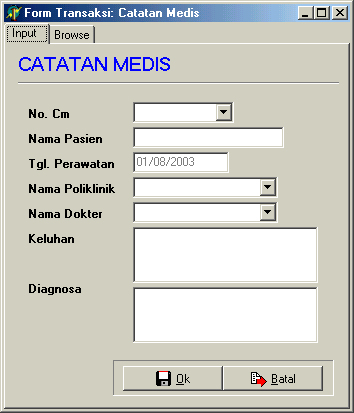 Form Transaksi: Catatan Medis
Input Browse
CATATAN MEDIS
No. Cm
Nama Pasien
Tgl. Perawatan 01/08/2003
Nama Poliklinik
Nama Dokter
Keluhan
Diagnosa
Ok Batal